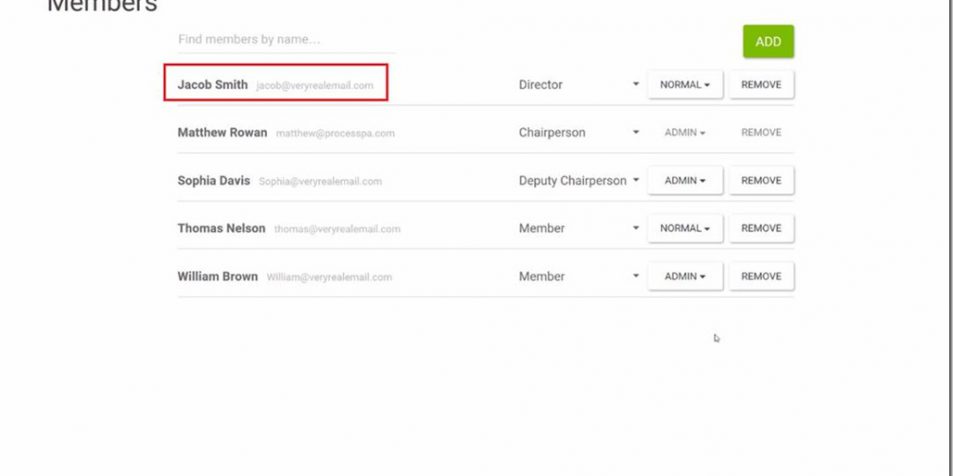 Members
Find members by name...
ADD
Jacob Smith jacob@veryrealemail.com Director NORMAL REMOVE
Matthew Rowan matthew@processpa.com Chairperson ADMIN REMOVE
Sophia Davis Sophia@veryrealemail.com Deputy Chairperson ADMIN REMOVE
Thomas Nelson thomas@veryrealemail.com Member NORMAL REMOVE
William Brown William@veryrealemail.com Member ADMIN REMOVE